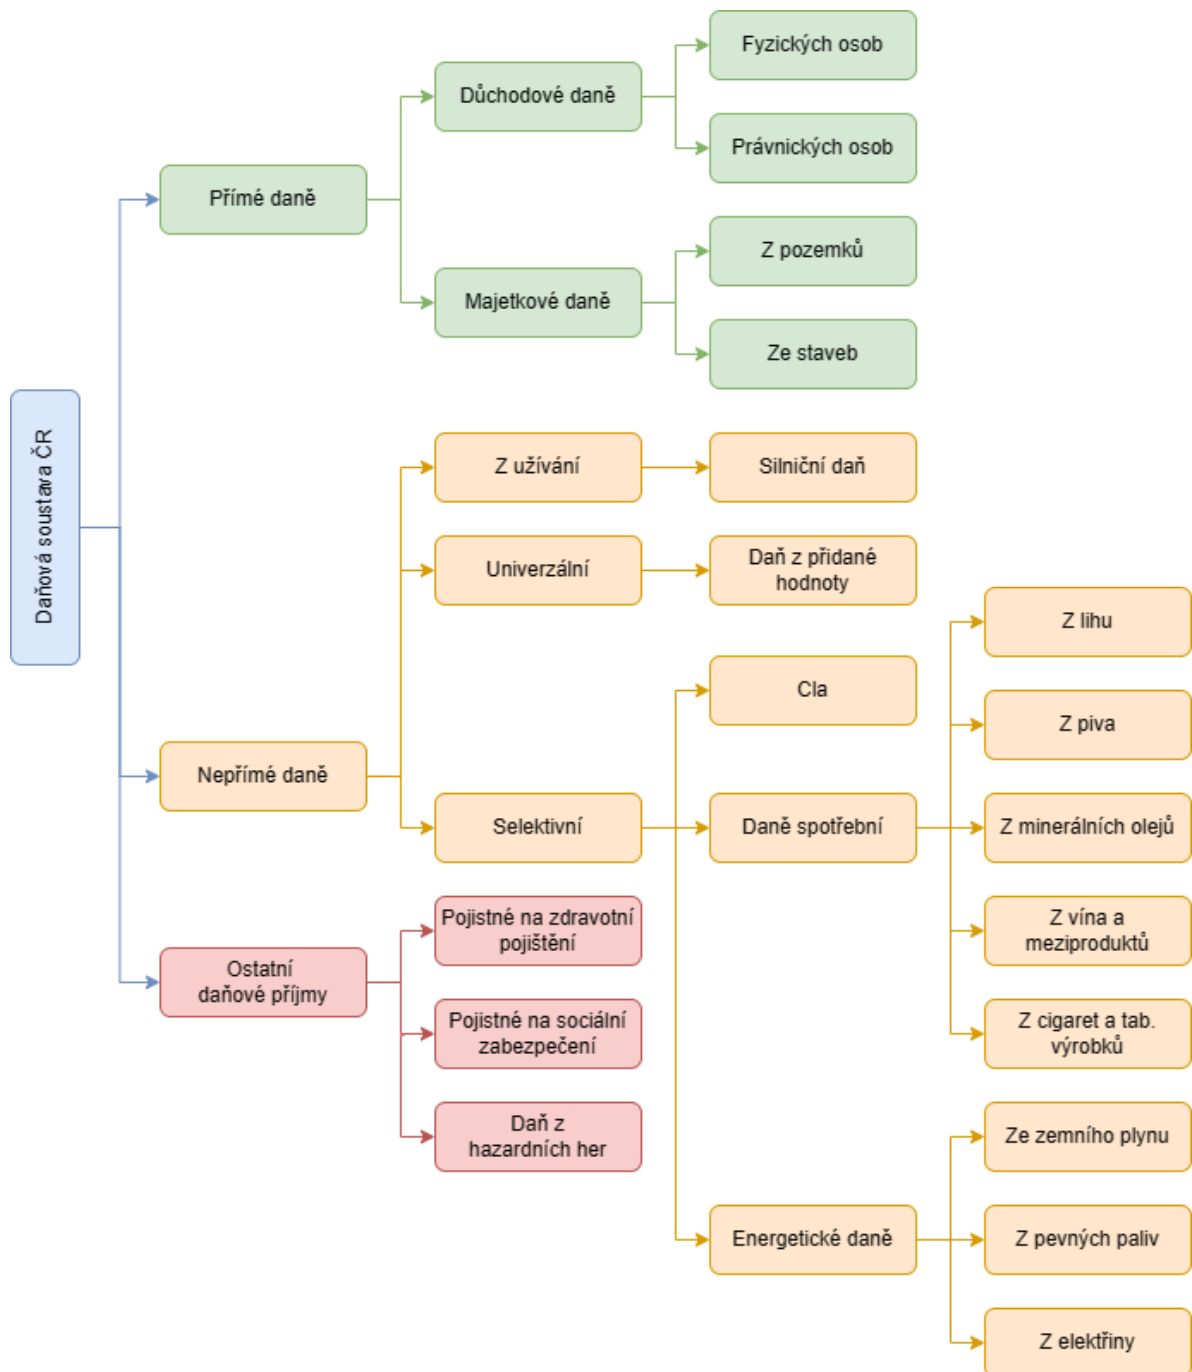 Daňová soustava ČR
Přímé daně
Důchodové daně
Fyzických osob
Právnických osob
Majetkové daně
Z pozemků
Ze staveb
Nepřímé daně
Z užívání
Silniční daň
Univerzální
Daň z přidané
hodnoty
Selektivní
Cla
Daně spotřební
Z lihu
Z piva
Z minerálních olejů
Z vína a
meziproduktů
Z cigaret a tab.
výrobků
Energetické daně
Ze zemního plynu
Z pevných paliv
Z elektřiny
Ostatní
daňové příjmy
Pojistné na zdravotní
pojištění
Pojistné na sociální
zabezpečení
Daň z
hazardních her